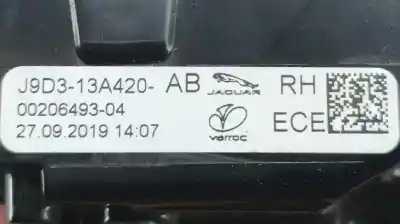 J9D3-13A420- AB JAGUAR RH
00206493-04 varroc ECE
27.09.2019 14:07